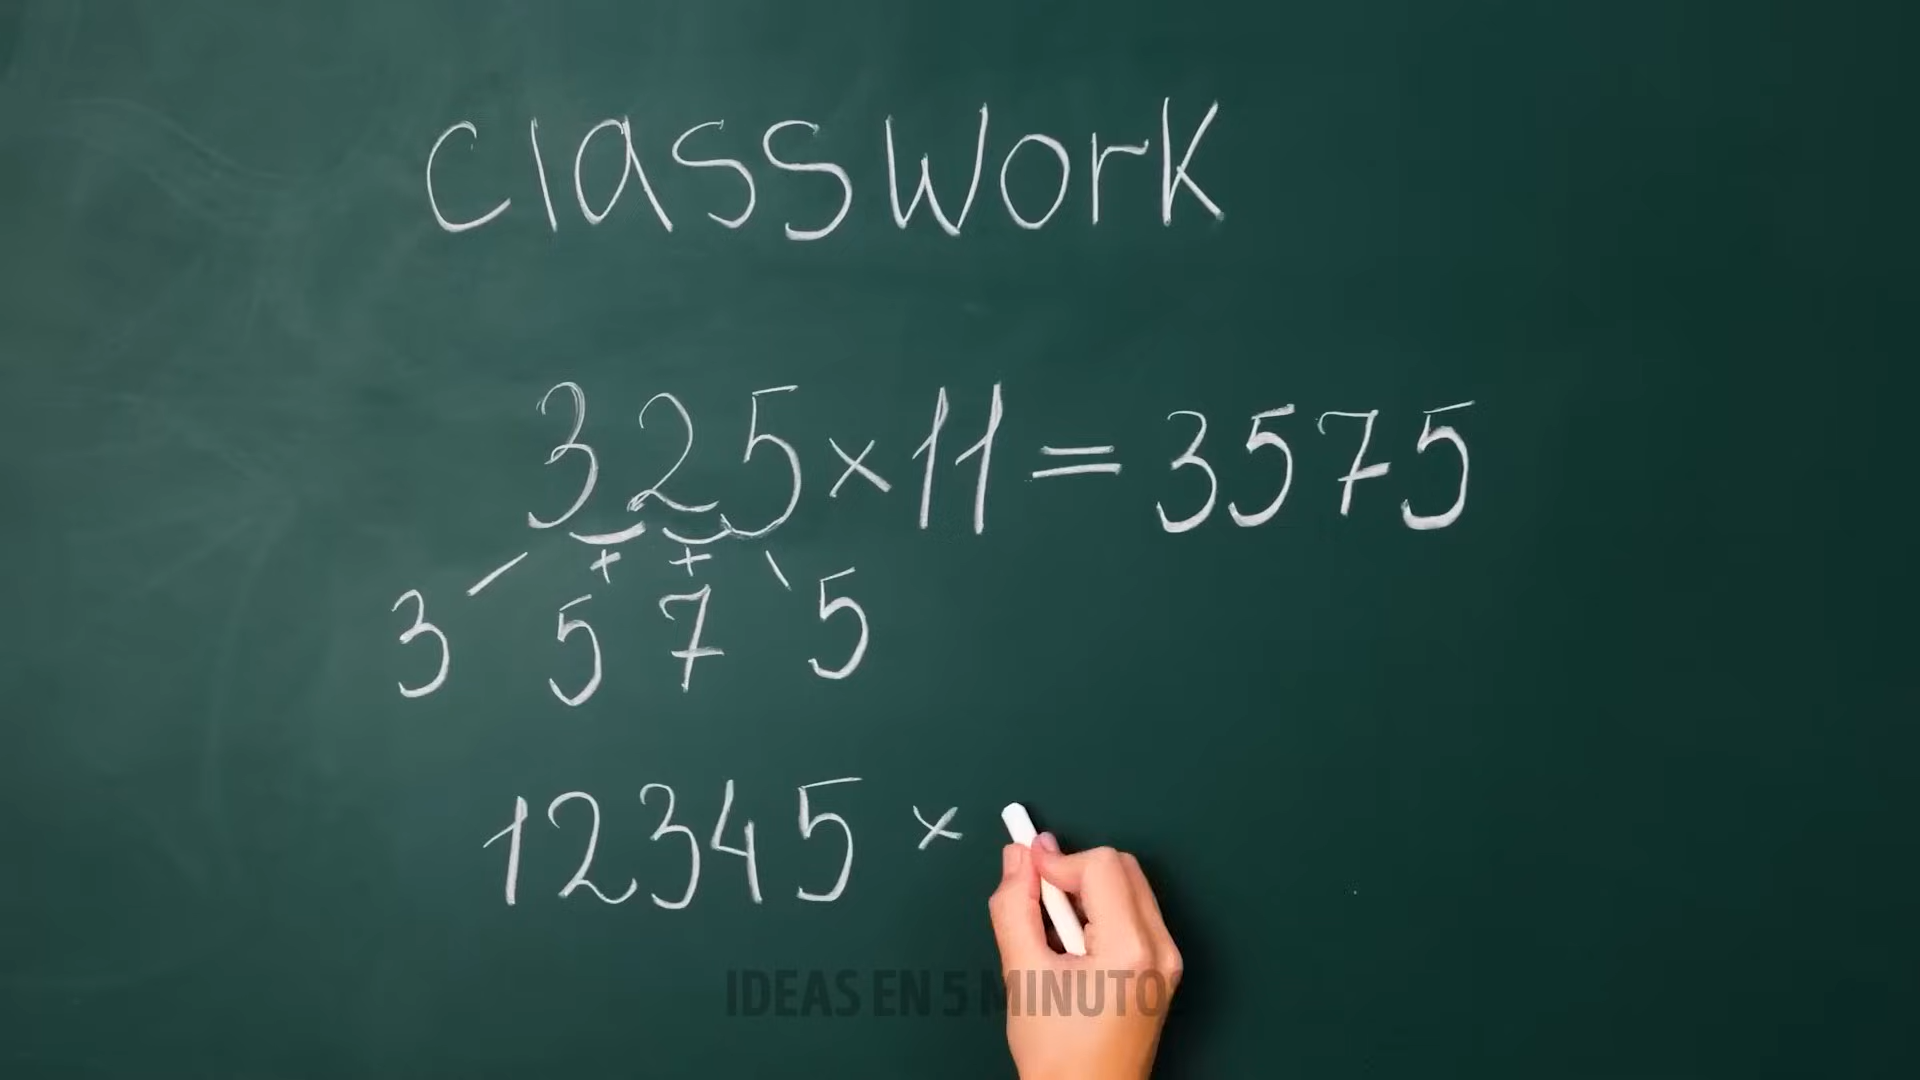 classwork
325×11=3575
+ +
3 5 7 5
12345 ×
IDEAS EN 5 MINUTOS